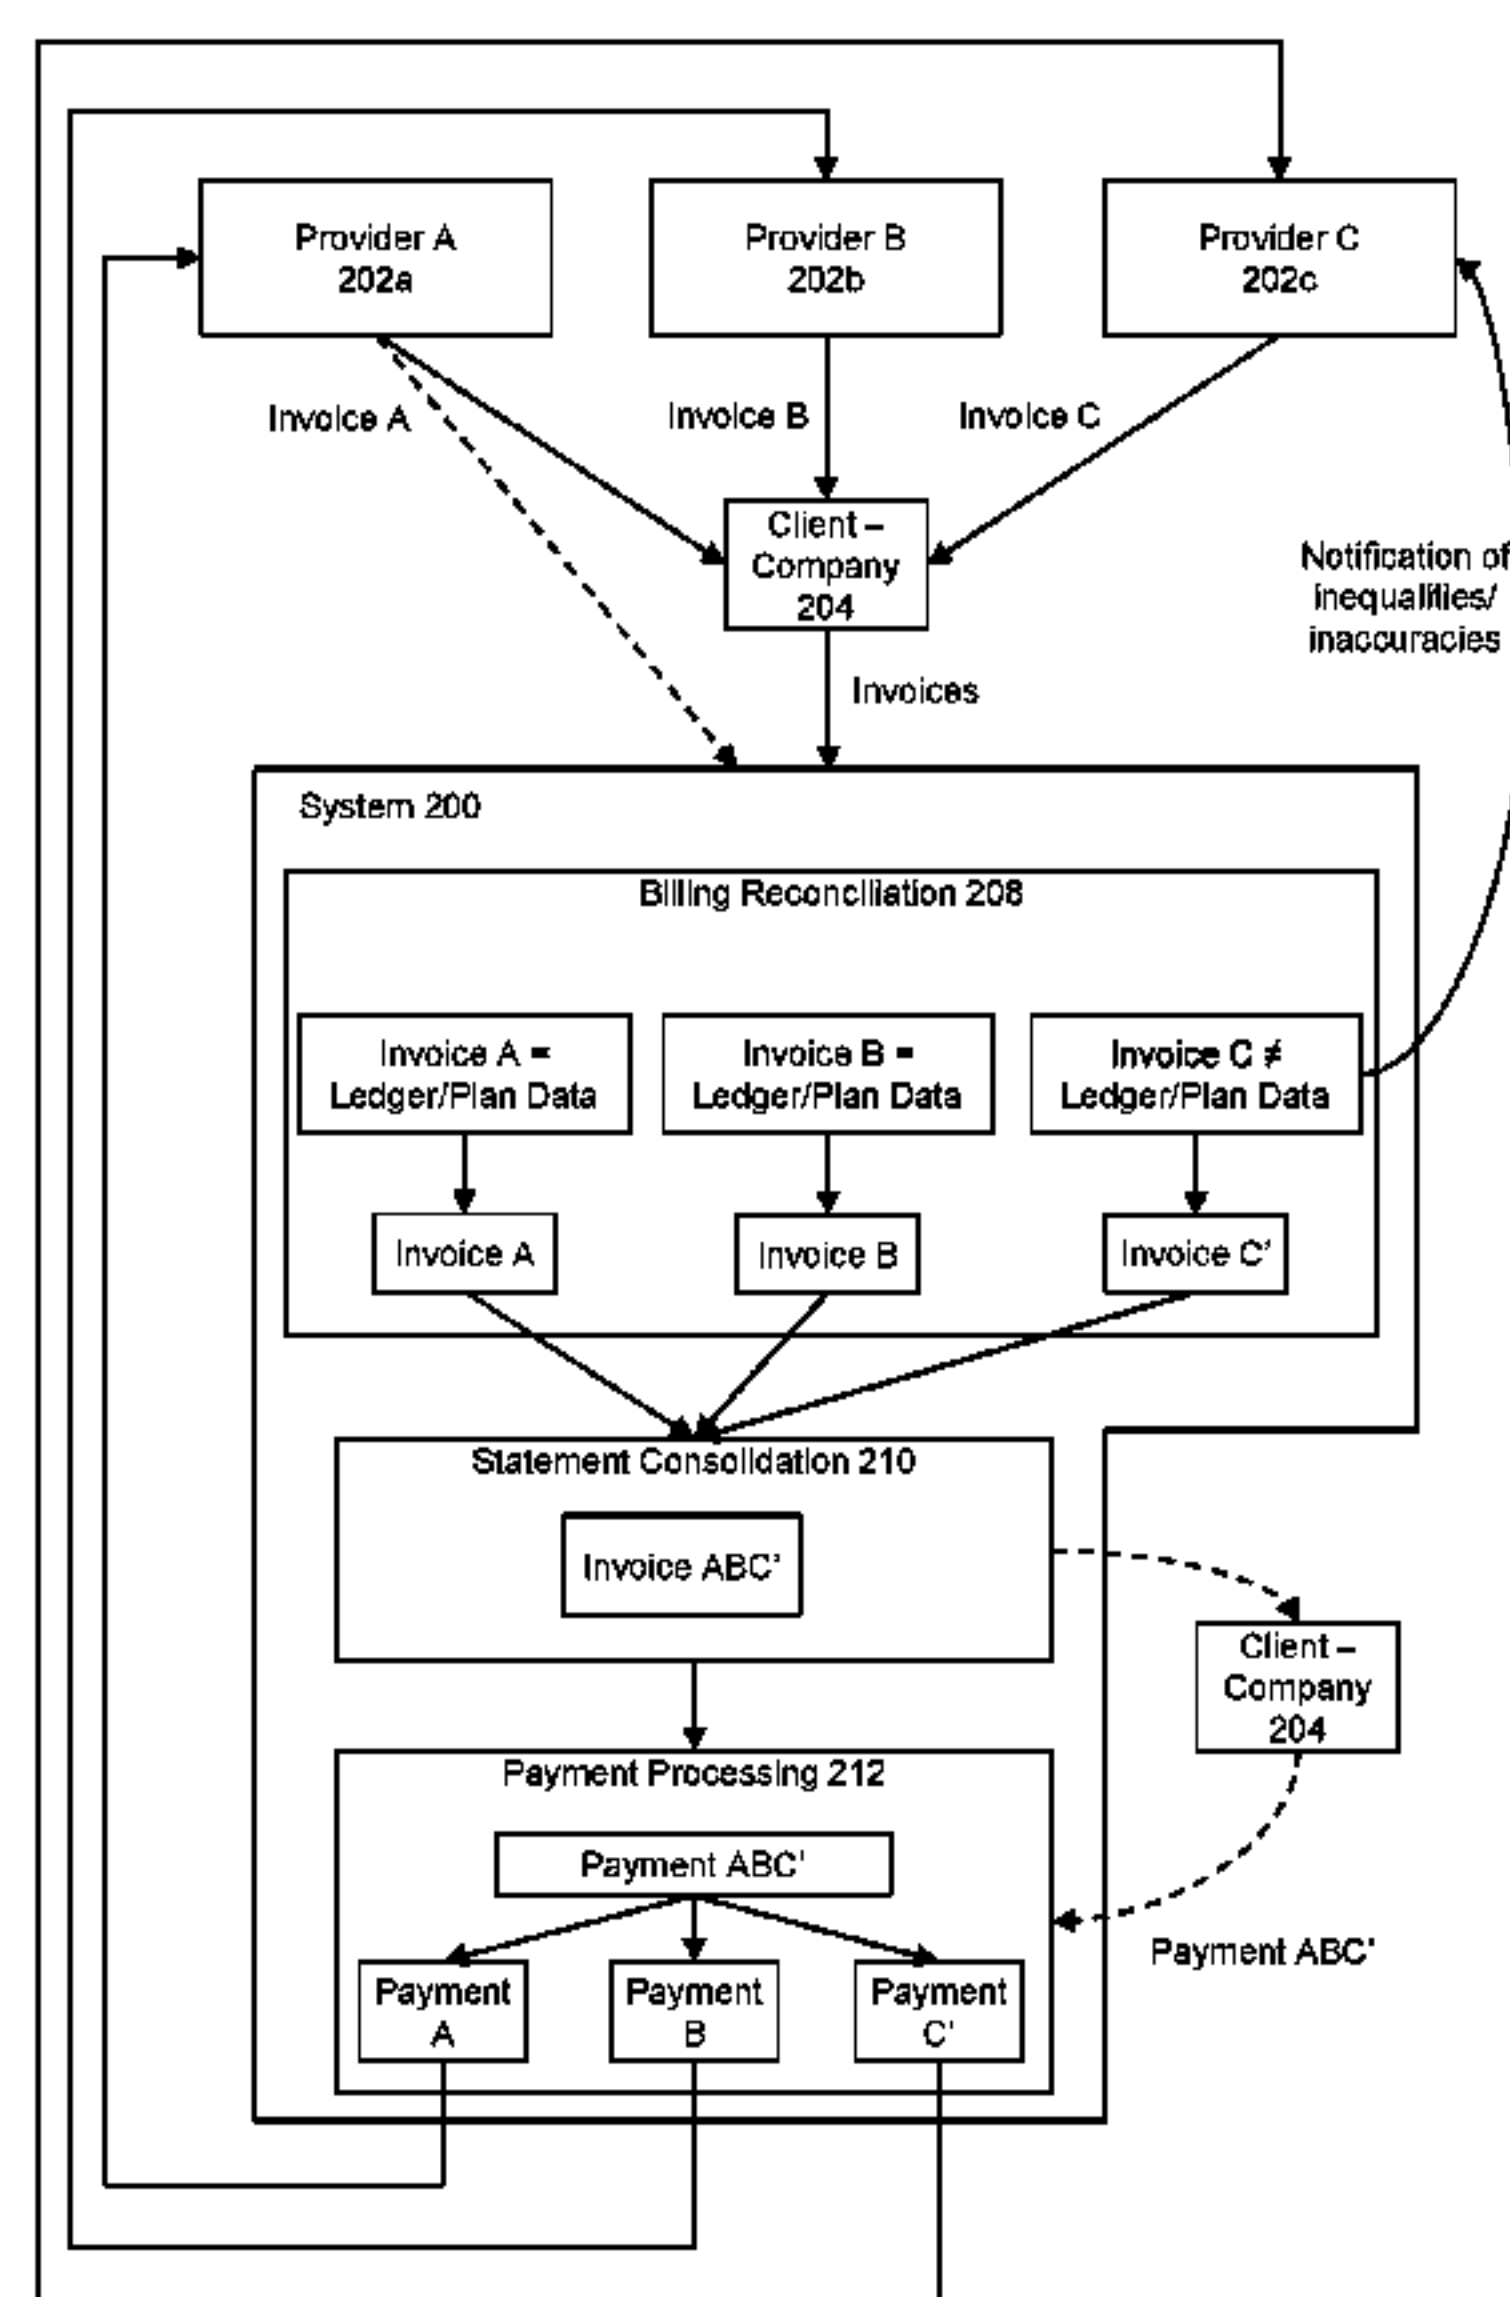 Provider A
202a
Provider B
202b
Provider C
202c
Invoice A
Invoice B
Invoice C
Client –
Company
204
Notification of
inequalities/
inaccuracies
Invoices
System 200
Billing Reconciliation 208
Invoice A =
Ledger/Plan Data
Invoice B =
Ledger/Plan Data
Invoice C ≠
Ledger/Plan Data
Invoice A
Invoice B
Invoice C'
Statement Consolidation 210
Invoice ABC'
Client –
Company
204
Payment Processing 212
Payment ABC'
Payment ABC'
Payment
A
Payment
B
Payment
C'